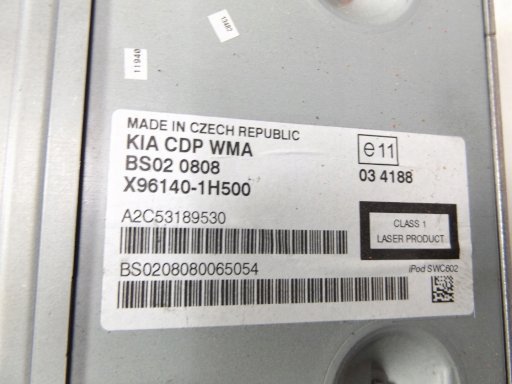 11940
MADE IN CZECH REPUBLIC
KIA CDP WMA
BS02 0808
X96140-1H500
e11
03 4188
A2C53189530
CLASS 1
LASER PRODUCT
BS0208080065054
iPod SWC602